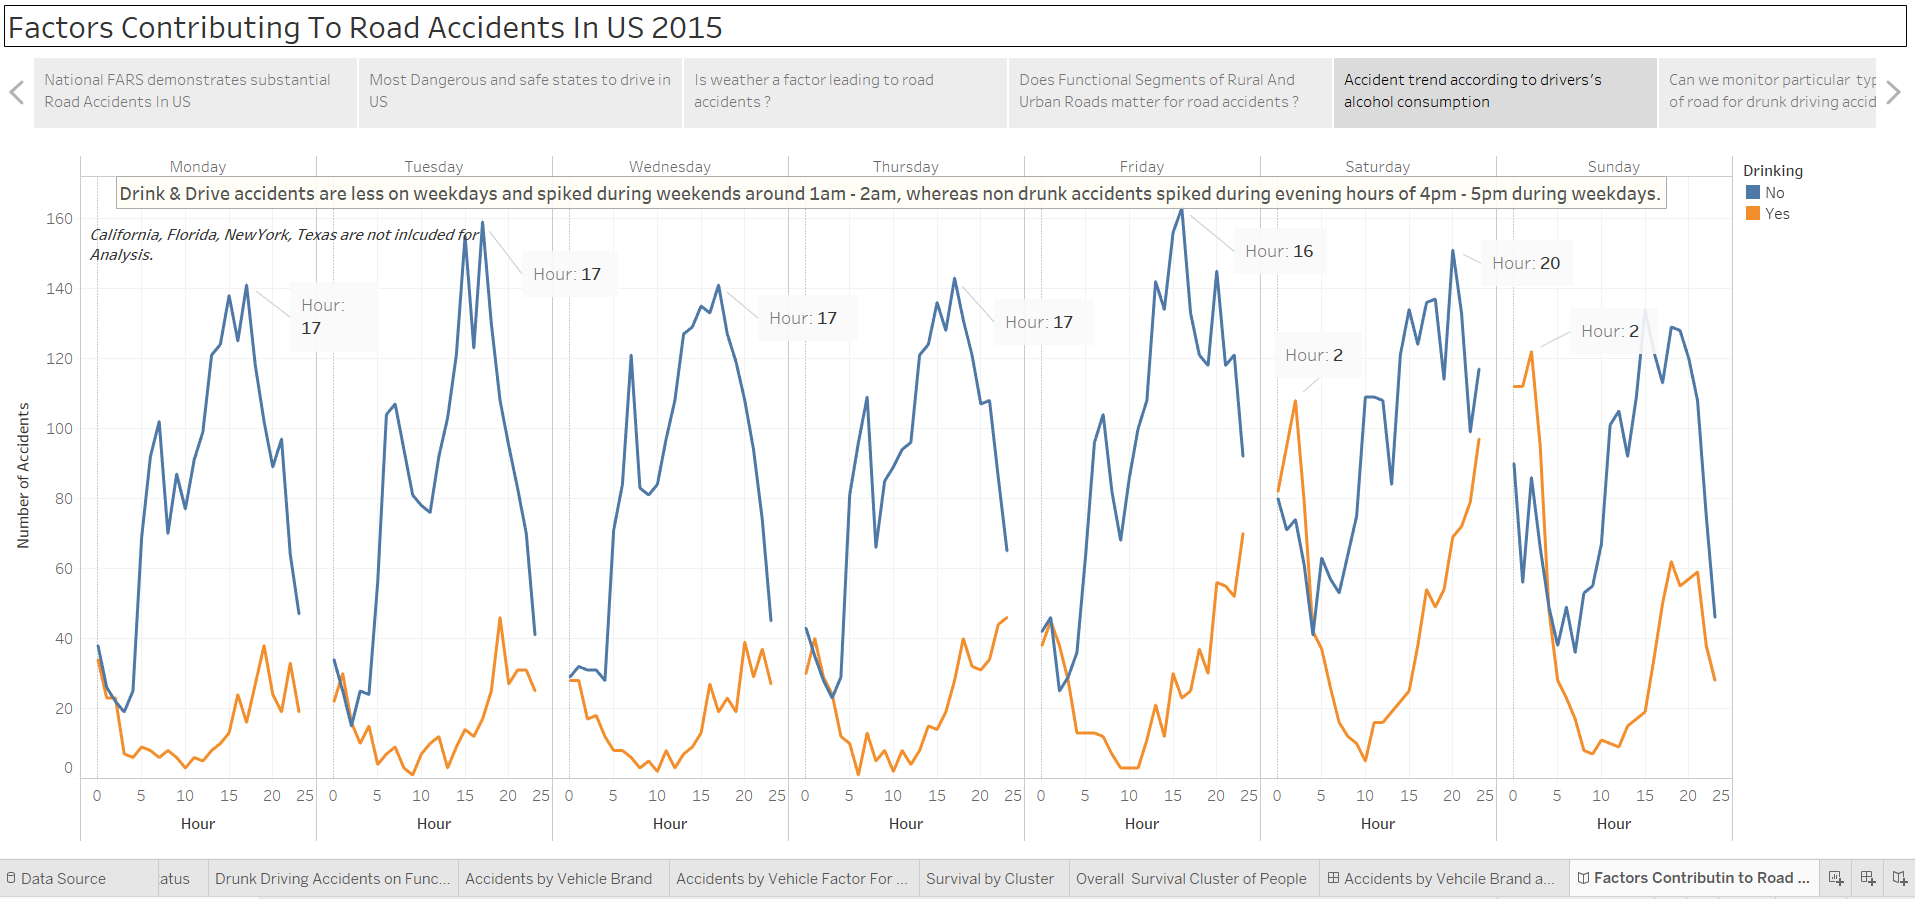 Factors Contributing To Road Accidents In US 2015
National FARS demonstrates substantial
Road Accidents In US
Most Dangerous and safe states to drive in
US
Is weather a factor leading to road
accidents ?
Does Functional Segments of Rural And
Urban Roads matter for road accidents ?
Accident trend according to drivers's
alcohol consumption
Can we monitor particular typ
of road for drunk driving accid
Monday
Tuesday
Wednesday
Thursday
Friday
Saturday
Sunday
Drinking
No
Yes
Drink & Drive accidents are less on weekdays and spiked during weekends around 1am - 2am, whereas non drunk accidents spiked during evening hours of 4pm - 5pm during weekdays.
California, Florida, NewYork, Texas are not inlcuded for
Analysis.
Hour:
17
Hour: 17
Hour: 17
Hour: 17
Hour: 16
Hour: 2
Hour: 20
Hour: 2
Number of Accidents
160
140
120
100
80
60
40
20
0
0 5 10 15 20 25
0 5 10 15 20 25
0 5 10 15 20 25
0 5 10 15 20 25
0 5 10 15 20 25
0 5 10 15 20 25
0 5 10 15 20 25
Hour
Hour
Hour
Hour
Hour
Hour
Hour
Data Source
atus
Drunk Driving Accidents on Func...
Accidents by Vehicle Brand
Accidents by Vehicle Factor For ...
Survival by Cluster
Overall Survival Cluster of People
Accidents by Vehcile Brand a...
Factors Contributin to Road ...